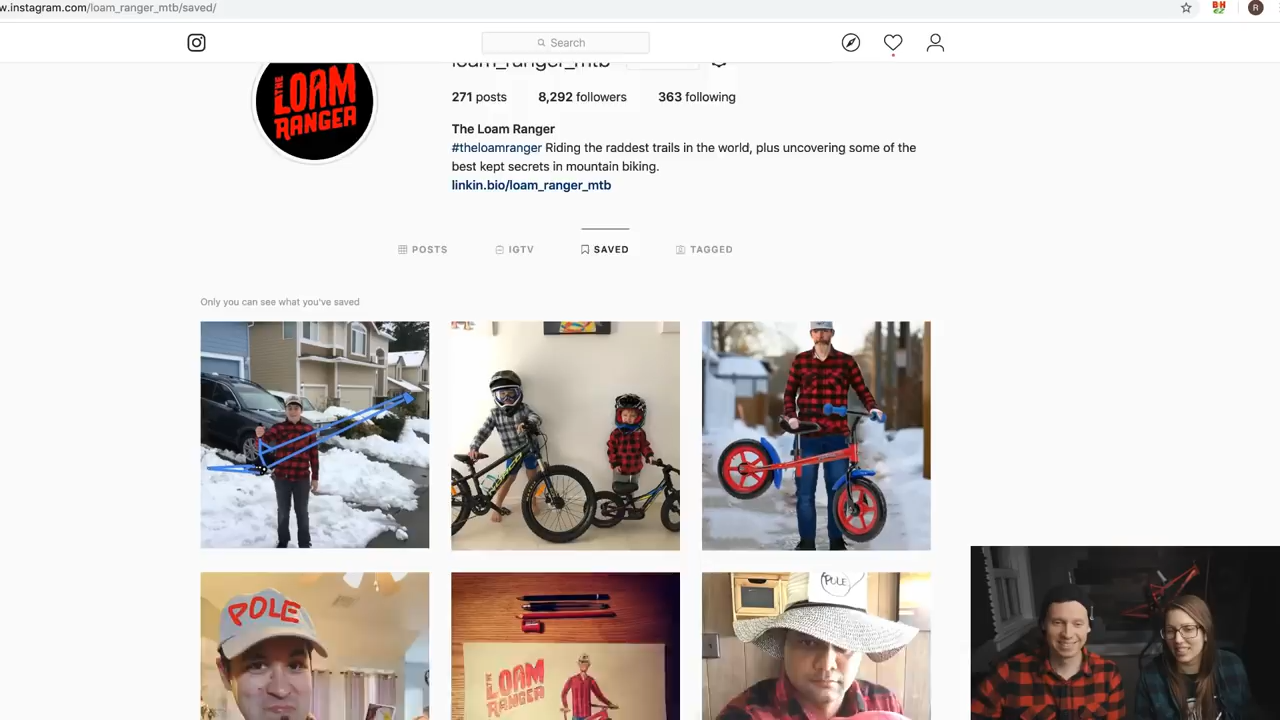 w.instagram.com/loam_ranger_mtb/saved/
BH
R
Search
loam_ranger_mtb
THE
LOAM
RANGER
271 posts 8,292 followers 363 following
The Loam Ranger
#theloamranger Riding the raddest trails in the world, plus uncovering some of the
best kept secrets in mountain biking.
linkin.bio/loam_ranger_mtb
POSTS IGTV SAVED TAGGED
Only you can see what you've saved
POLE
THE
LOAM
RANGER
POLE